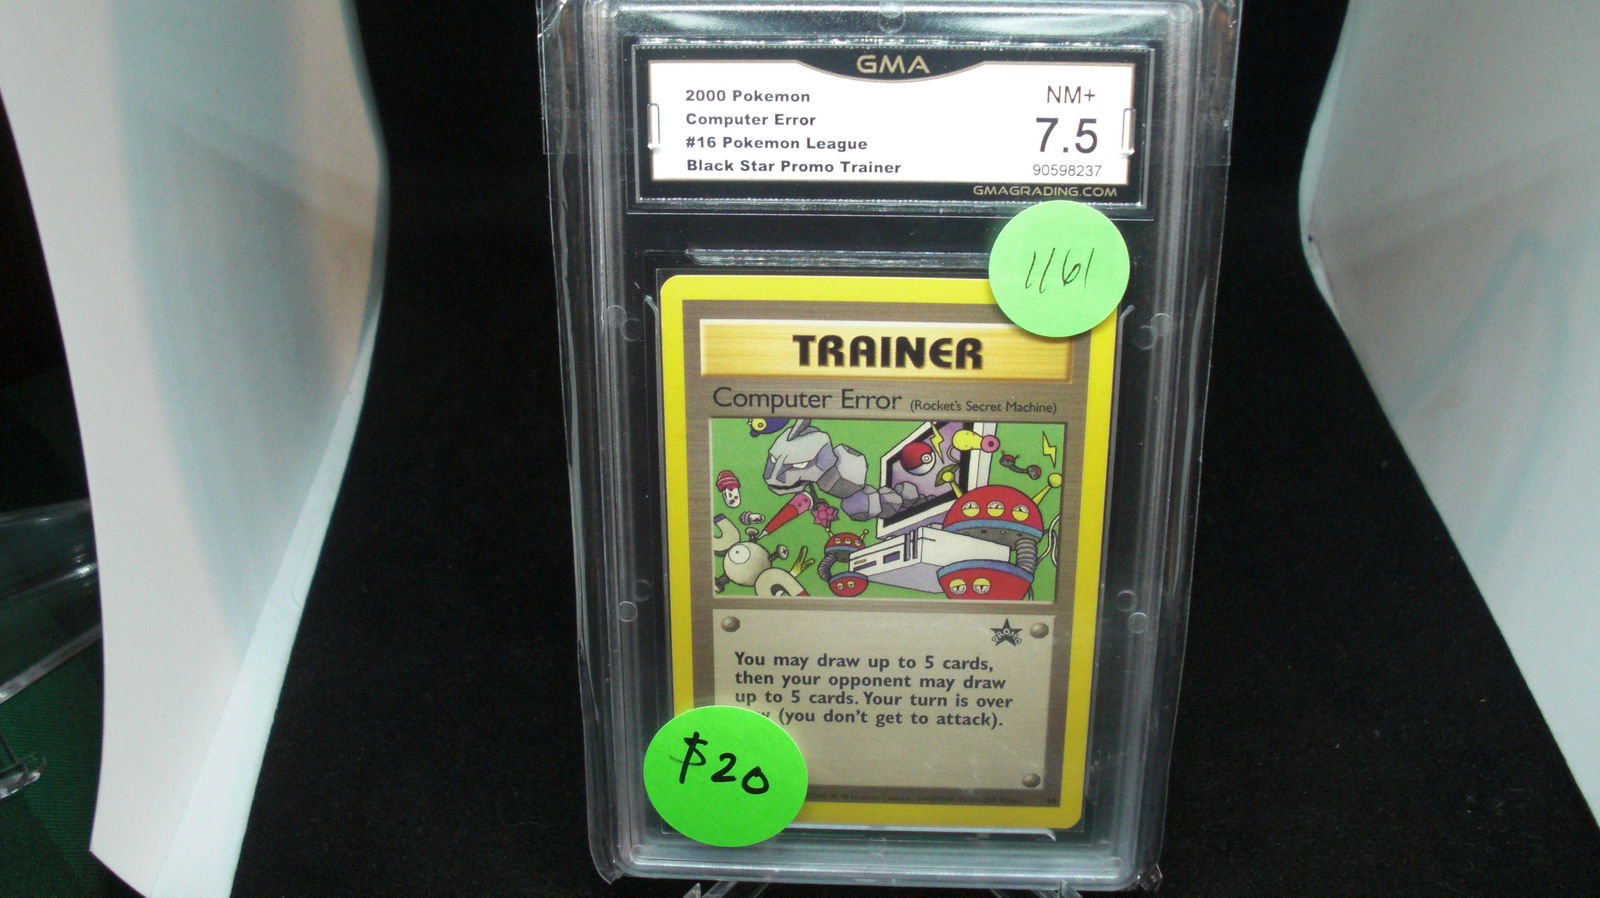 GMA
2000 Pokemon
Computer Error
#16 Pokemon League
Black Star Promo Trainer
NM+
7.5
90598237
GMAGRADING.COM
1161
TRAINER
Computer Error (Rocket's Secret Machine)
PROMO
You may draw up to 5 cards,
then your opponent may draw
up to 5 cards. Your turn is over
(you don't get to attack).
$20